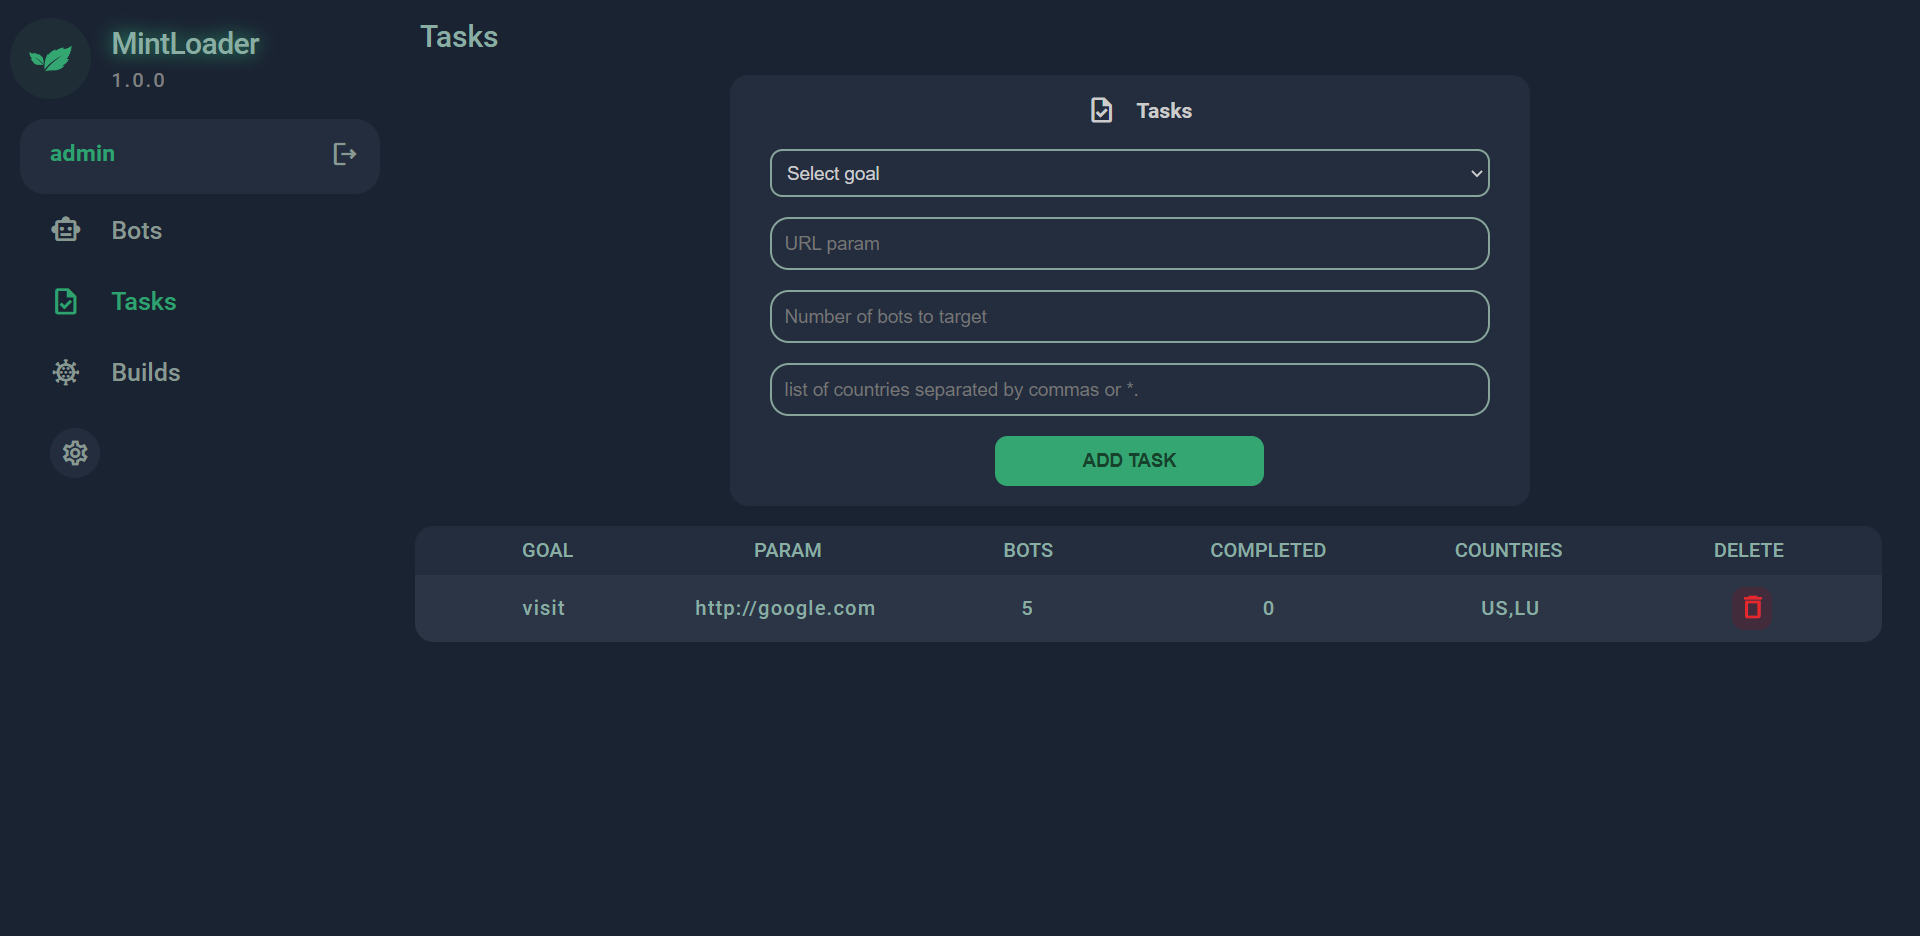 MintLoader
1.0.0
admin
Bots
Tasks
Builds
Tasks
Tasks
Select goal
URL param
Number of bots to target
list of countries separated by commas or *.
ADD TASK
GOAL PARAM BOTS COMPLETED COUNTRIES DELETE
visit http://google.com 5 0 US,LU